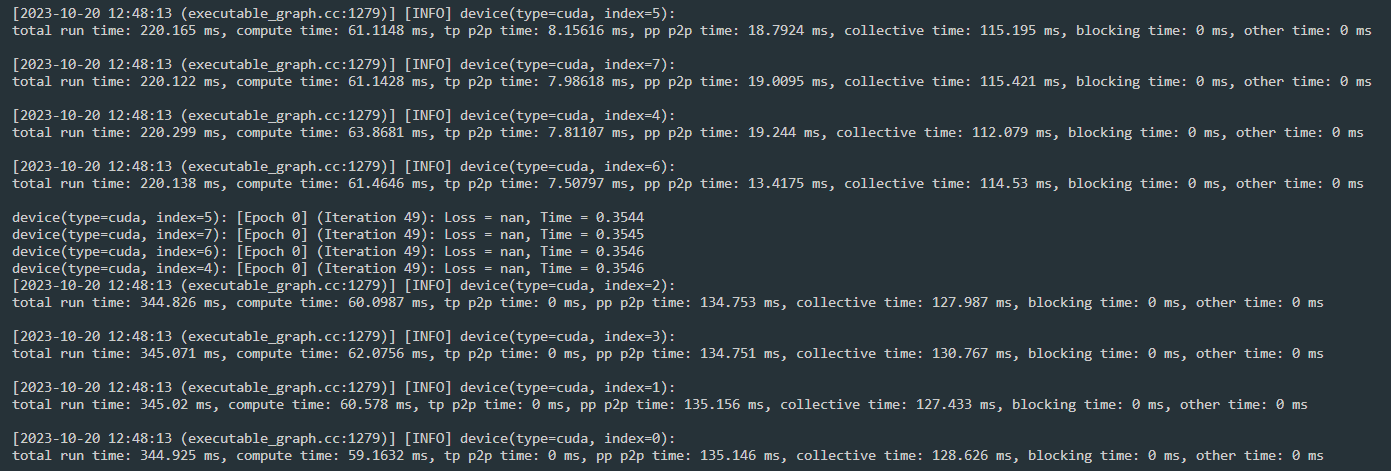 [2023-10-20 12:48:13 (executable_graph.cc:1279)] [INFO] device(type=cuda, index=5):
total run time: 220.165 ms, compute time: 61.1148 ms, tp p2p time: 8.15616 ms, pp p2p time: 18.7924 ms, collective time: 115.195 ms, blocking time: 0 ms, other time: 0 ms
[2023-10-20 12:48:13 (executable_graph.cc:1279)] [INFO] device(type=cuda, index=7):
total run time: 220.122 ms, compute time: 61.1428 ms, tp p2p time: 7.98618 ms, pp p2p time: 19.0095 ms, collective time: 115.421 ms, blocking time: 0 ms, other time: 0 ms
[2023-10-20 12:48:13 (executable_graph.cc:1279)] [INFO] device(type=cuda, index=4):
total run time: 220.299 ms, compute time: 63.8681 ms, tp p2p time: 7.81107 ms, pp p2p time: 19.244 ms, collective time: 112.079 ms, blocking time: 0 ms, other time: 0 ms
[2023-10-20 12:48:13 (executable_graph.cc:1279)] [INFO] device(type=cuda, index=6):
total run time: 220.138 ms, compute time: 61.4646 ms, tp p2p time: 7.50797 ms, pp p2p time: 13.4175 ms, collective time: 114.53 ms, blocking time: 0 ms, other time: 0 ms
device(type=cuda, index=5): [Epoch 0] (Iteration 49): Loss = nan, Time = 0.3544
device(type=cuda, index=7): [Epoch 0] (Iteration 49): Loss = nan, Time = 0.3545
device(type=cuda, index=6): [Epoch 0] (Iteration 49): Loss = nan, Time = 0.3546
device(type=cuda, index=4): [Epoch 0] (Iteration 49): Loss = nan, Time = 0.3546
[2023-10-20 12:48:13 (executable_graph.cc:1279)] [INFO] device(type=cuda, index=2):
total run time: 344.826 ms, compute time: 60.0987 ms, tp p2p time: 0 ms, pp p2p time: 134.753 ms, collective time: 127.987 ms, blocking time: 0 ms, other time: 0 ms
[2023-10-20 12:48:13 (executable_graph.cc:1279)] [INFO] device(type=cuda, index=3):
total run time: 345.071 ms, compute time: 62.0756 ms, tp p2p time: 0 ms, pp p2p time: 134.751 ms, collective time: 130.767 ms, blocking time: 0 ms, other time: 0 ms
[2023-10-20 12:48:13 (executable_graph.cc:1279)] [INFO] device(type=cuda, index=1):
total run time: 345.02 ms, compute time: 60.578 ms, tp p2p time: 0 ms, pp p2p time: 135.156 ms, collective time: 127.433 ms, blocking time: 0 ms, other time: 0 ms
[2023-10-20 12:48:13 (executable_graph.cc:1279)] [INFO] device(type=cuda, index=0):
total run time: 344.925 ms, compute time: 59.1632 ms, tp p2p time: 0 ms, pp p2p time: 135.146 ms, collective time: 128.626 ms, blocking time: 0 ms, other time: 0 ms